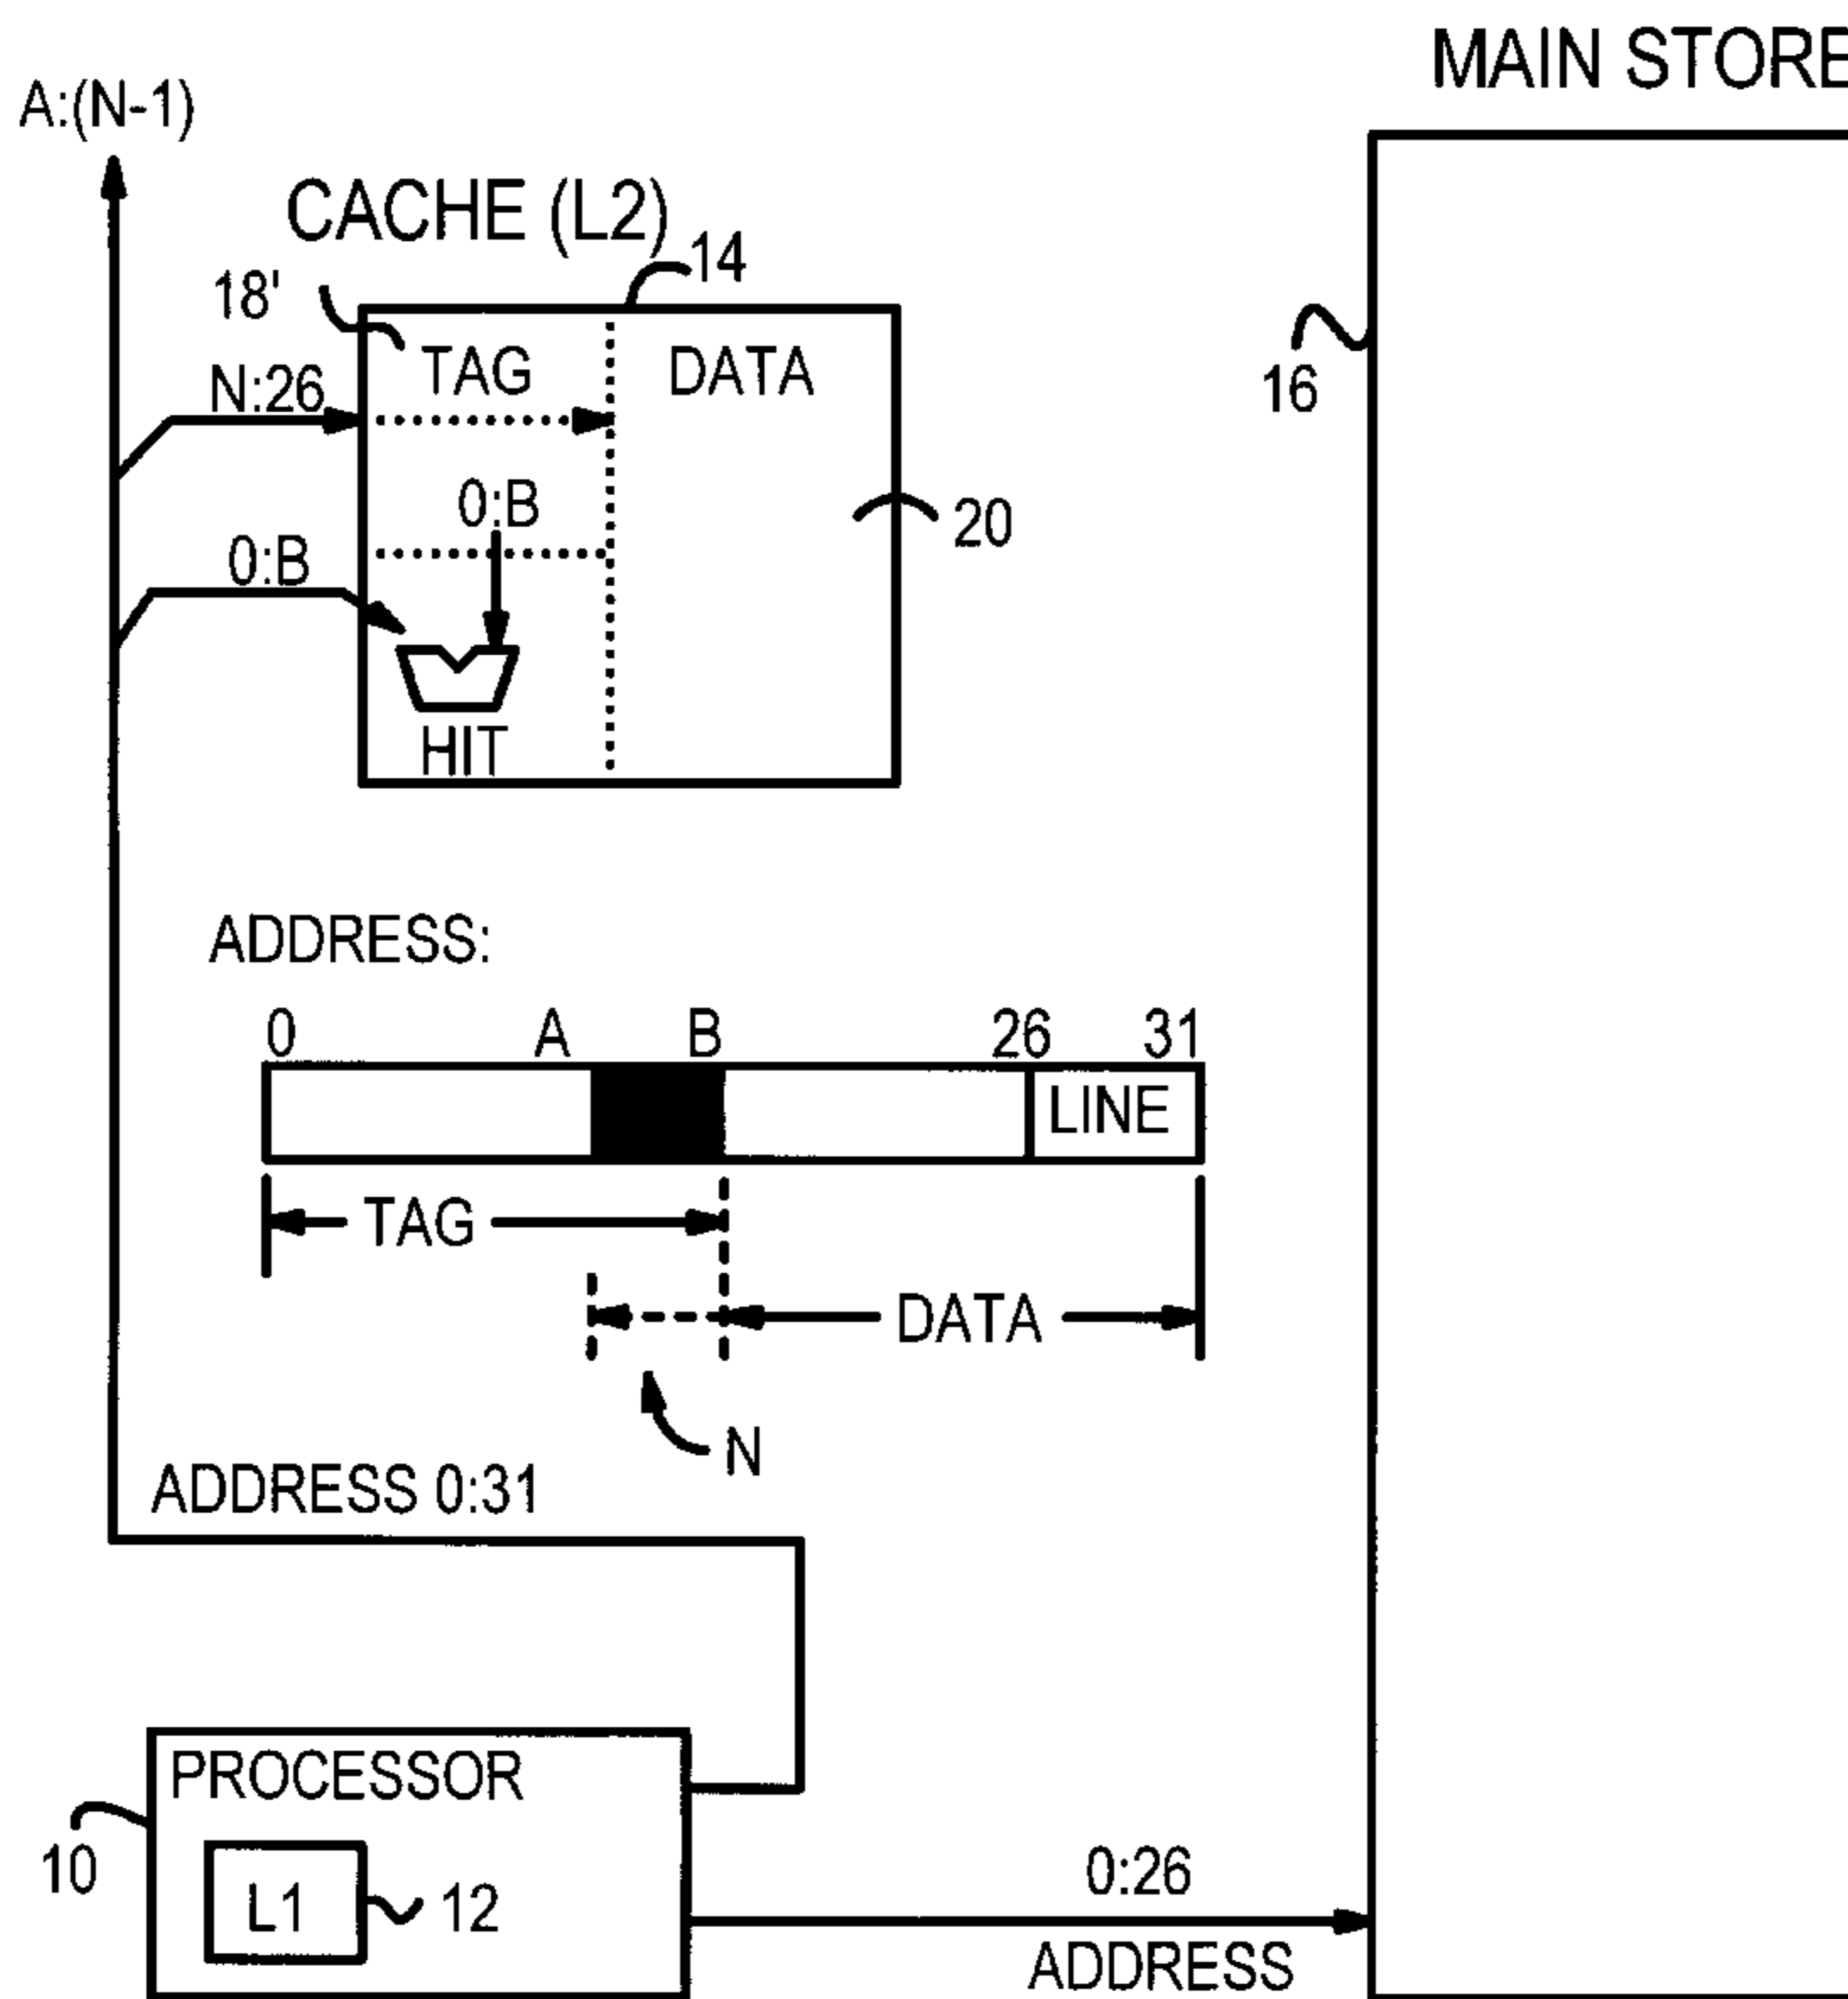 MAIN STORE
A:(N-1)
CACHE (L2)
14
18'
TAG
DATA
N:26
16
0:B
20
0:B
HIT
ADDRESS:
0 A B 26 31
LINE
TAG
DATA
N
ADDRESS 0:31
PROCESSOR
10
L1
12
0:26
ADDRESS